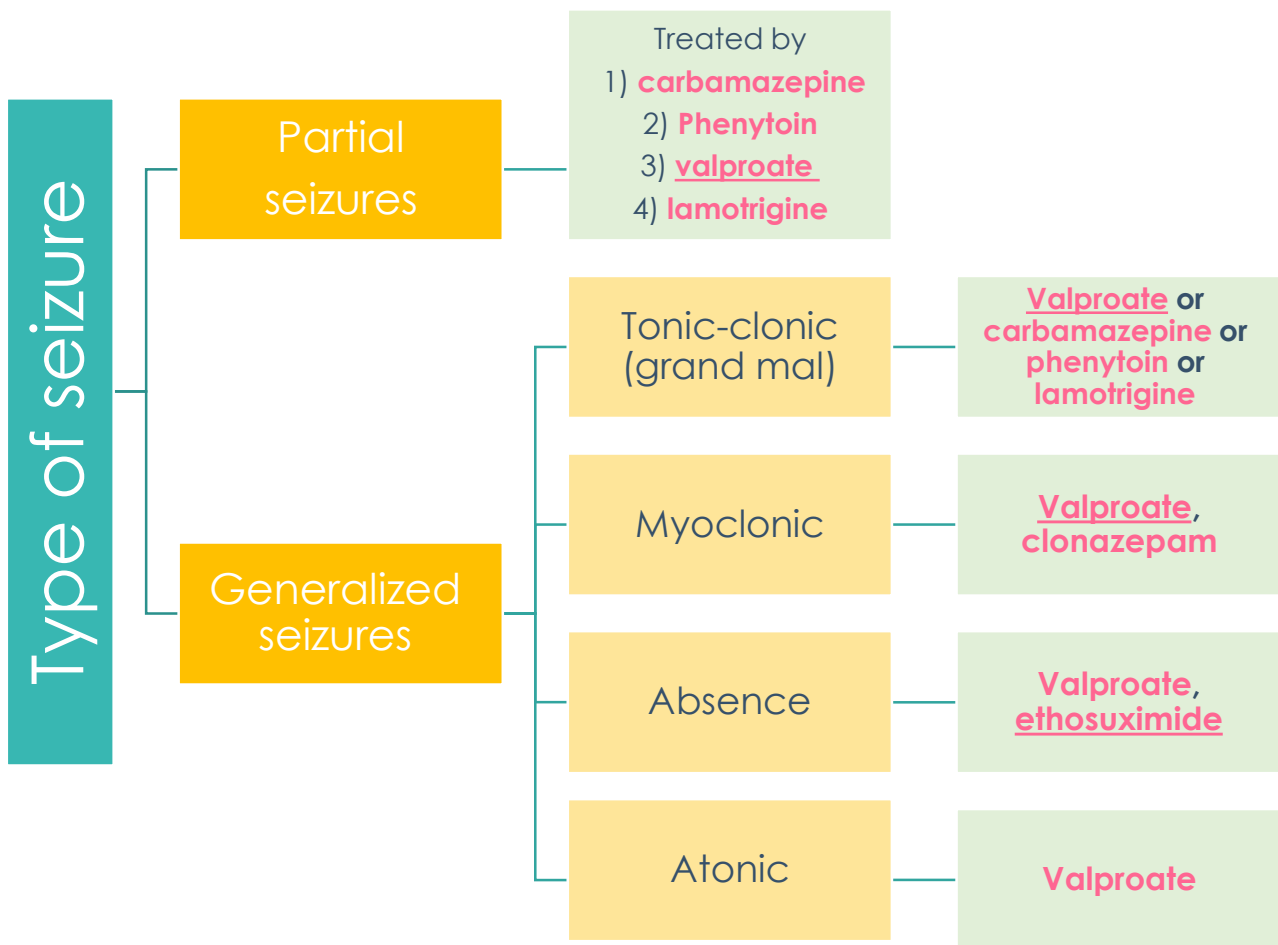 Type of seizure
Partial
seizures
Treated by
1) carbamazepine
2) Phenytoin
3) valproate
4) lamotrigine
Generalized
seizures
Tonic-clonic
(grand mal)
Valproate or
carbamazepine or
phenytoin or
lamotrigine
Myoclonic
Valproate,
clonazepam
Absence
Valproate,
ethosuximide
Atonic
Valproate